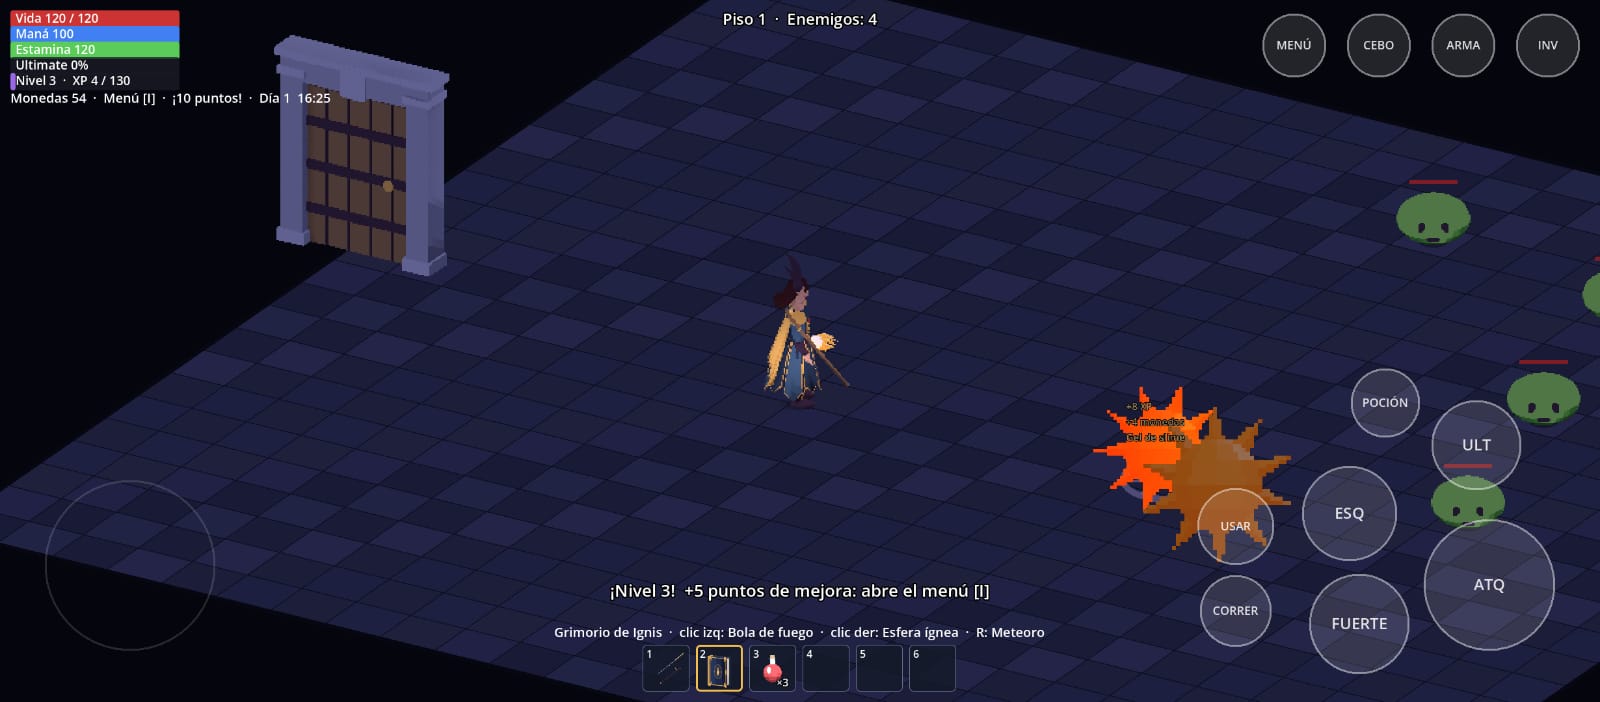 Vida 120 / 120
Maná 100
Estamina 120
Ultimate 0%
Nivel 3 · XP 4 / 130
Monedas 54 · Menú [I] · ¡10 puntos! · Día 1 16:25
Piso 1 · Enemigos: 4
MENÚ
CEBO
ARMA
INV
+8 XP
+4 monedas
Gel de slime
POCIÓN
ULT
USAR
ESQ
ATQ
CORRER
FUERTE
¡Nivel 3! +5 puntos de mejora: abre el menú [I]
Grimorio de Ignis · clic izq: Bola de fuego · clic der: Esfera ígnea · R: Meteoro
1
2
3
×3
4
5
6